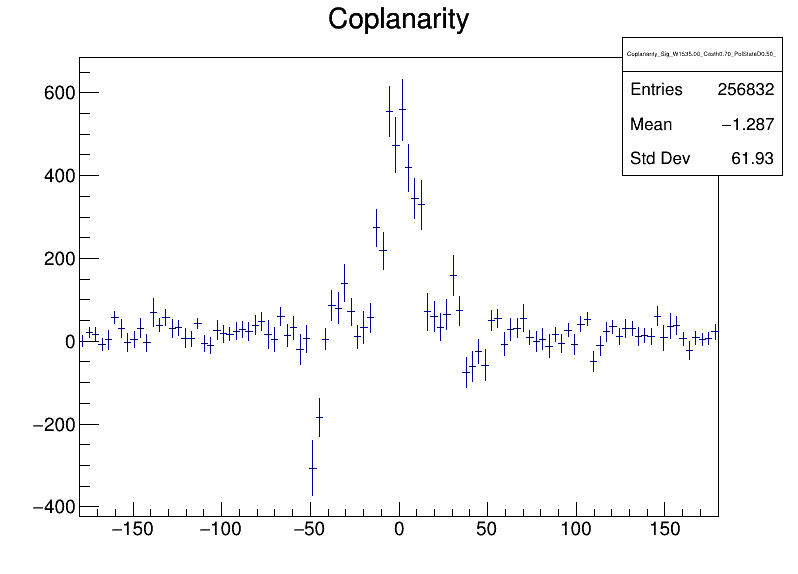 Coplanarity
Coplanarity_Sig_W1535.00_Costh0.70_PolStateD0.50_
Entries 256832
Mean −1.287
Std Dev 61.93
600
400
200
0
−200
−400
−150 −100 −50 0 50 100 150